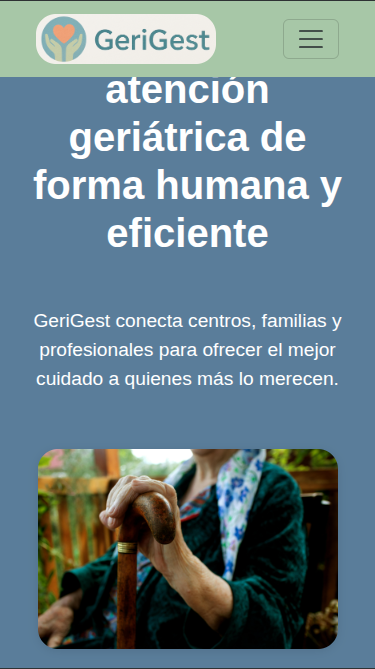 GeriGest
atención
geriátrica de
forma humana y
eficiente
GeriGest conecta centros, familias y
profesionales para ofrecer el mejor
cuidado a quienes más lo merecen.